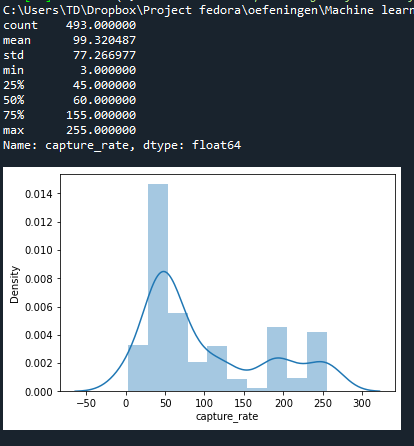 C:\Users\TD\Dropbox\Project fedora\oefeningen\Machine learn
count 493.000000
mean 99.320487
std 77.266977
min 3.000000
25% 45.000000
50% 60.000000
75% 155.000000
max 255.000000
Name: capture_rate, dtype: float64
0.014
0.012
0.010
0.008
0.006
0.004
0.002
0.000
Density
−50 0 50 100 150 200 250 300
capture_rate